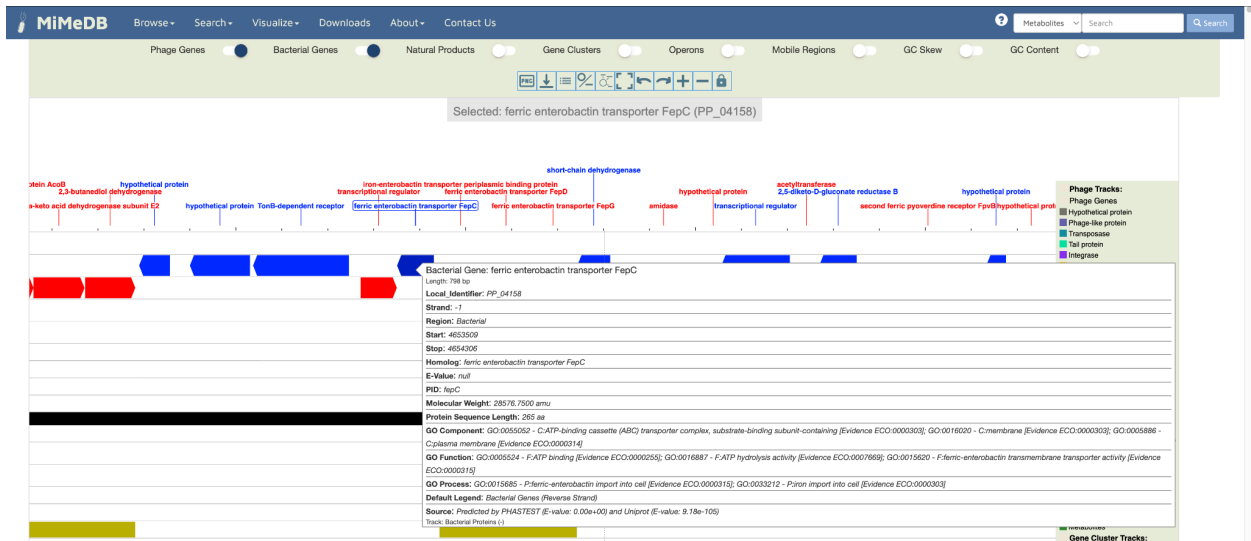 MiMeDB Browse Search Visualize Downloads About Contact Us ? Metabolites Search Search
Phage Genes Bacterial Genes Natural Products Gene Clusters Operons Mobile Regions GC Skew GC Content
PNG
Selected: ferric enterobactin transporter FepC (PP_04158)
short-chain dehydrogenase
otein AcoB hypothetical protein iron-enterobactin transporter periplasmic binding protein acetyltransferase
2,3-butanediol dehydrogenase transcriptional regulator ferric enterobactin transporter FepD hypothetical protein 2,5-diketo-D-gluconate reductase B hypothetical protein
a-keto acid dehydrogenase subunit E2 hypothetical protein TonB-dependent receptor ferric enterobactin transporter FepC ferric enterobactin transporter FepG amidase transcriptional regulator second ferric pyoverdine receptor FpvB hypothetical prot
Phage Tracks:
Phage Genes
Hypothetical protein
Phage-like protein
Transposase
Tail protein
Integrase
Bacterial Gene: ferric enterobactin transporter FepC
Length: 798 bp
Local_Identifier: PP_04158
Strand: -1
Region: Bacterial
Start: 4653509
Stop: 4654306
Homolog: ferric enterobactin transporter FepC
E-Value: null
PID: fepC
Molecular Weight: 28576.7500 amu
Protein Sequence Length: 265 aa
GO Component: GO:0055052 - C:ATP-binding cassette (ABC) transporter complex, substrate-binding subunit-containing [Evidence ECO:0000303]; GO:0016020 - C:membrane [Evidence ECO:0000303]; GO:0005886 -
C:plasma membrane [Evidence ECO:0000314]
GO Function: GO:0005524 - F:ATP binding [Evidence ECO:0000255]; GO:0016887 - F:ATP hydrolysis activity [Evidence ECO:0007669]; GO:0015620 - F:ferric-enterobactin transmembrane transporter activity [Evidence
ECO:0000315]
GO Process: GO:0015685 - P:ferric-enterobactin import into cell [Evidence ECO:0000315]; GO:0033212 - P:iron import into cell [Evidence ECO:0000303]
Default Legend: Bacterial Genes (Reverse Strand)
Source: Predicted by PHASTEST (E-value: 0.00e+00) and Uniprot (E-value: 9.18e-105)
Track: Bacterial Proteins (-)
Metabolites
Gene Cluster Tracks: